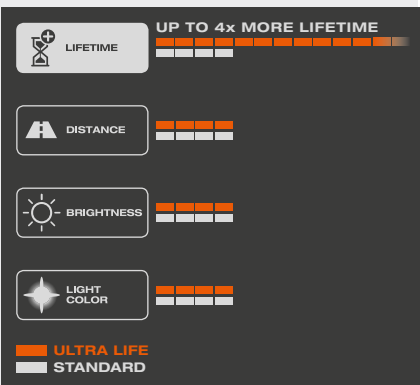 UP TO 4x MORE LIFETIME
LIFETIME
DISTANCE
BRIGHTNESS
LIGHT
COLOR
ULTRA LIFE
STANDARD